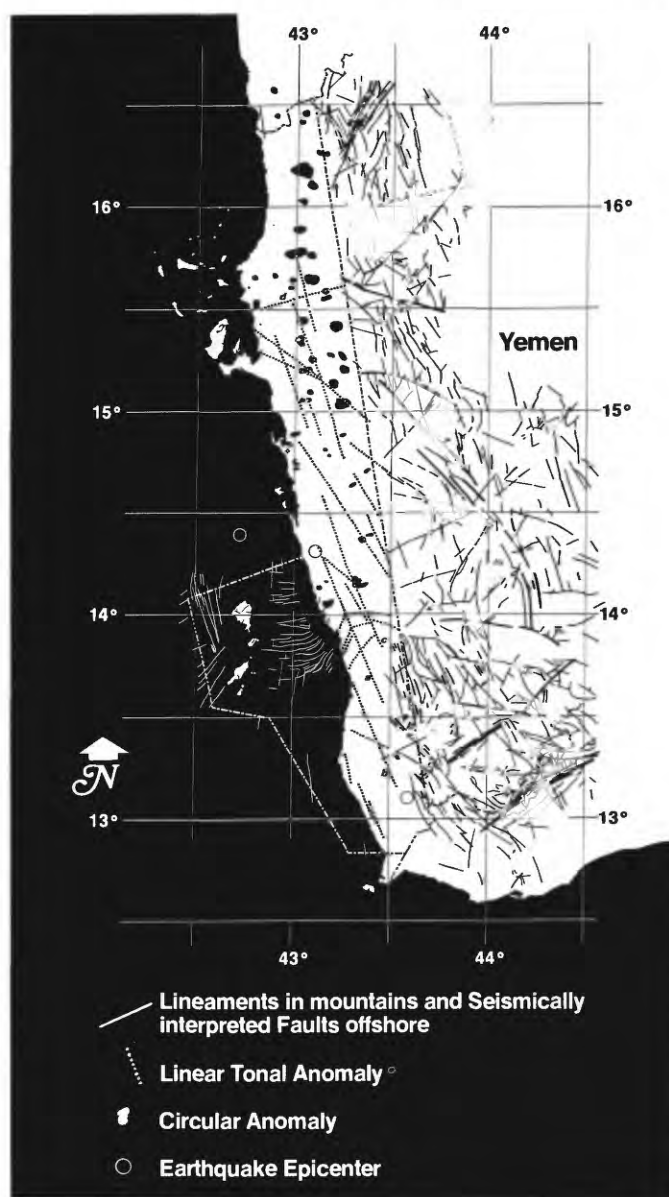 43° 44°
16° 16°
Yemen
15° 15°
14° 14°
N
13° 13°
43° 44°
Lineaments in mountains and Seismically
interpreted Faults offshore
Linear Tonal Anomaly
Circular Anomaly
Earthquake Epicenter